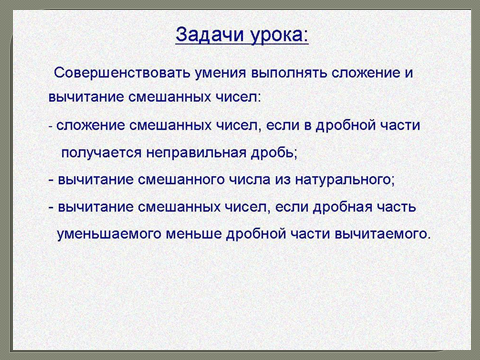 Задачи урока:
Совершенствовать умения выполнять сложение и
вычитание смешанных чисел:
- сложение смешанных чисел, если в дробной части
получается неправильная дробь;
- вычитание смешанного числа из натурального;
- вычитание смешанных чисел, если дробная часть
уменьшаемого меньше дробной части вычитаемого.